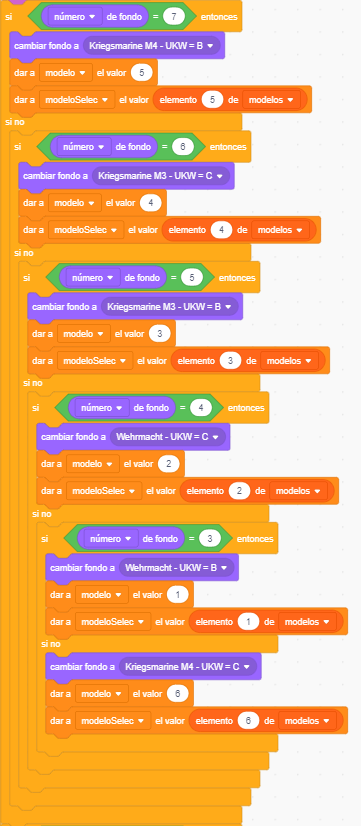 si número de fondo = 7 entonces
cambiar fondo a Kriegsmarine M4 - UKW = B
dar a modelo el valor 5
dar a modeloSelec el valor elemento 5 de modelos
si no
si número de fondo = 6 entonces
cambiar fondo a Kriegsmarine M3 - UKW = C
dar a modelo el valor 4
dar a modeloSelec el valor elemento 4 de modelos
si no
si número de fondo = 5 entonces
cambiar fondo a Kriegsmarine M3 - UKW = B
dar a modelo el valor 3
dar a modeloSelec el valor elemento 3 de modelos
si no
si número de fondo = 4 entonces
cambiar fondo a Wehrmacht - UKW = C
dar a modelo el valor 2
dar a modeloSelec el valor elemento 2 de modelos
si no
si número de fondo = 3 entonces
cambiar fondo a Wehrmacht - UKW = B
dar a modelo el valor 1
dar a modeloSelec el valor elemento 1 de modelos
si no
cambiar fondo a Kriegsmarine M4 - UKW = C
dar a modelo el valor 6
dar a modeloSelec el valor elemento 6 de modelos